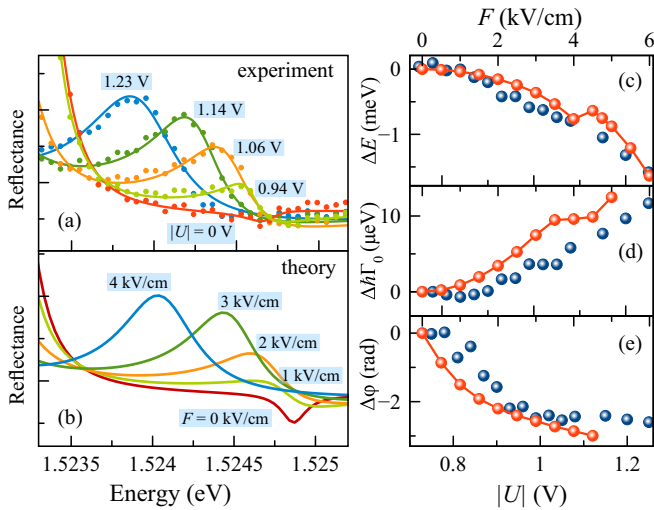 experiment
1.23 V
1.14 V
1.06 V
0.94 V
|U| = 0 V
(a)
Reflectance
theory
4 kV/cm
3 kV/cm
2 kV/cm
1 kV/cm
F = 0 kV/cm
(b)
Reflectance
1.5235 1.524 1.5245 1.525
Energy (eV)
F (kV/cm)
0 2 4 6
(c)
0
−1
ΔE (meV)
(d)
10
0
ΔℏΓ₀ (μeV)
(e)
0
−2
Δφ (rad)
0.8 1 1.2
|U| (V)